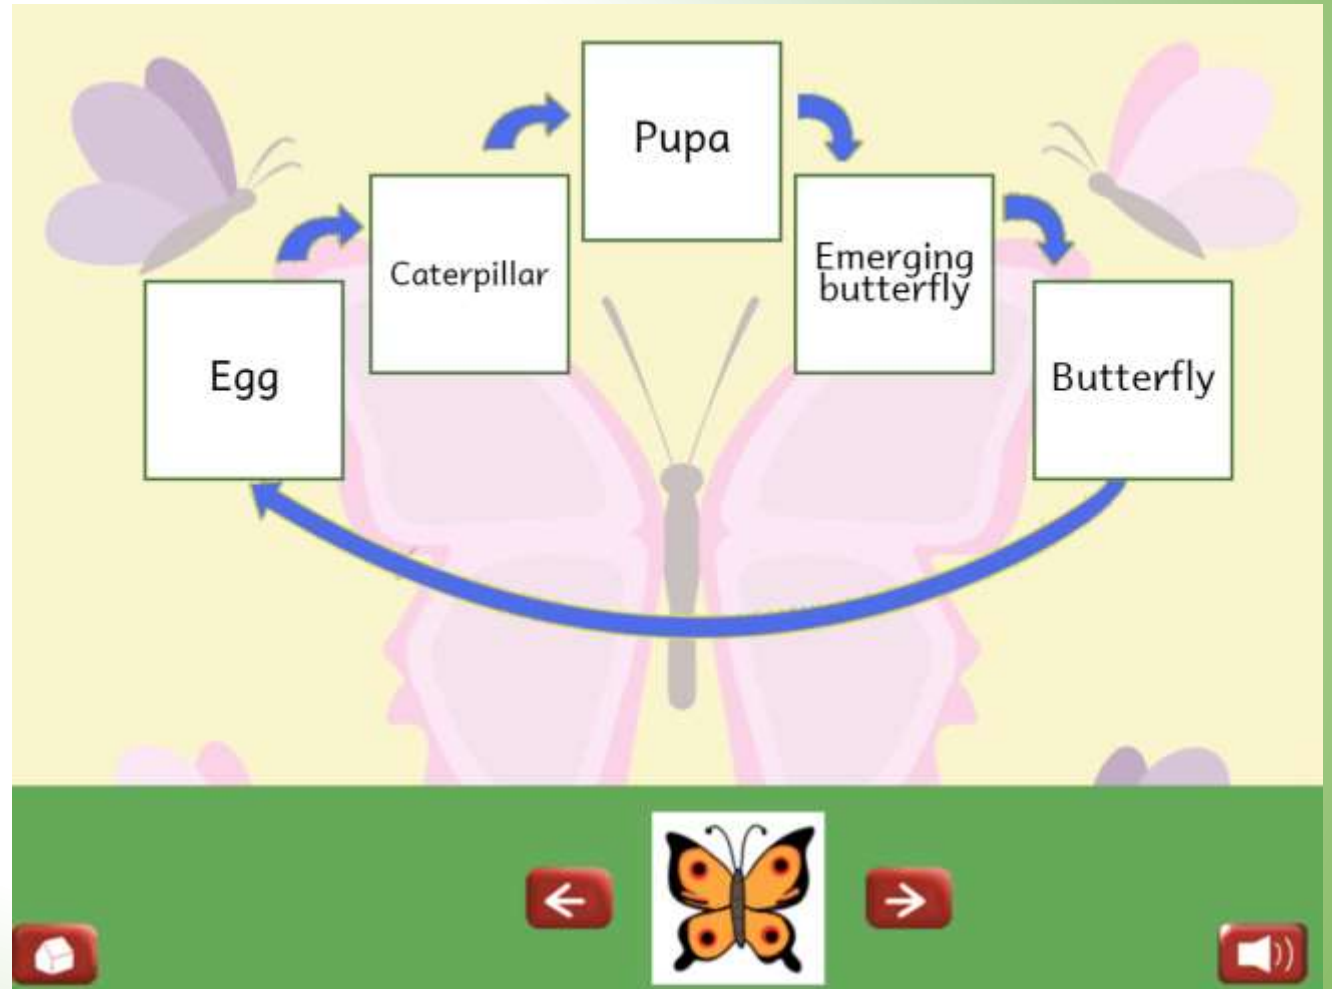 Egg
Caterpillar
Pupa
Emerging
butterfly
Butterfly